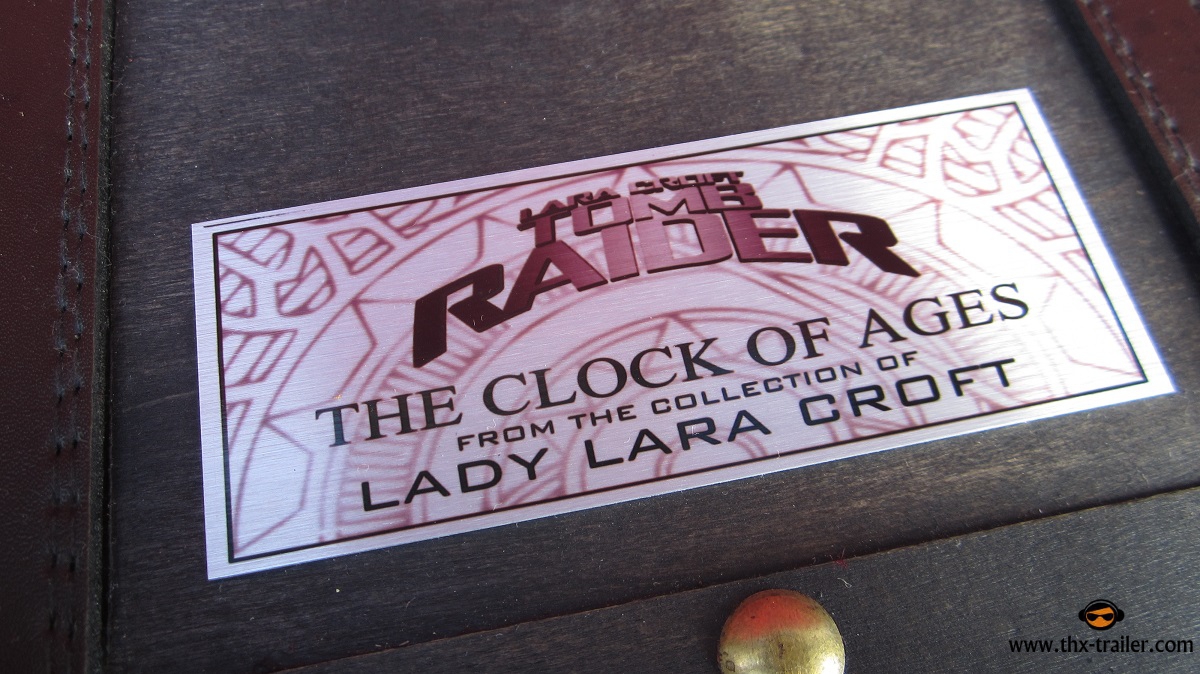 LARA CROFT
TOMB
RAIDER
THE CLOCK OF AGES
FROM THE COLLECTION OF
LADY LARA CROFT
www.thx-trailer.com